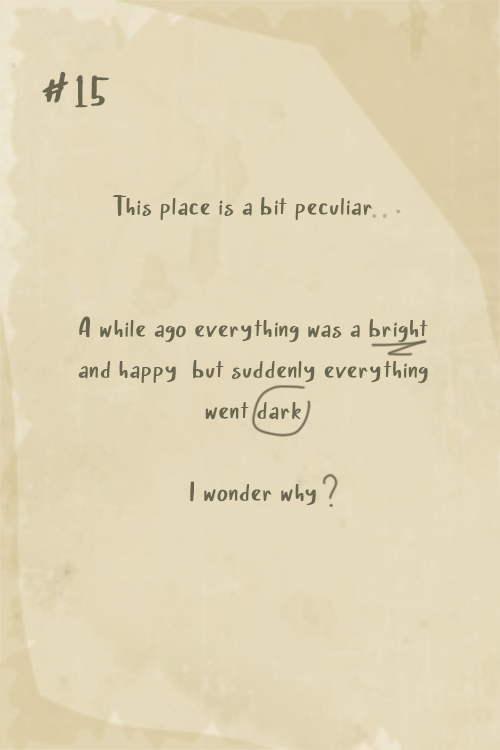 #15
This place is a bit peculiar...
A while ago everything was a bright
and happy but suddenly everything
went dark
I wonder why?